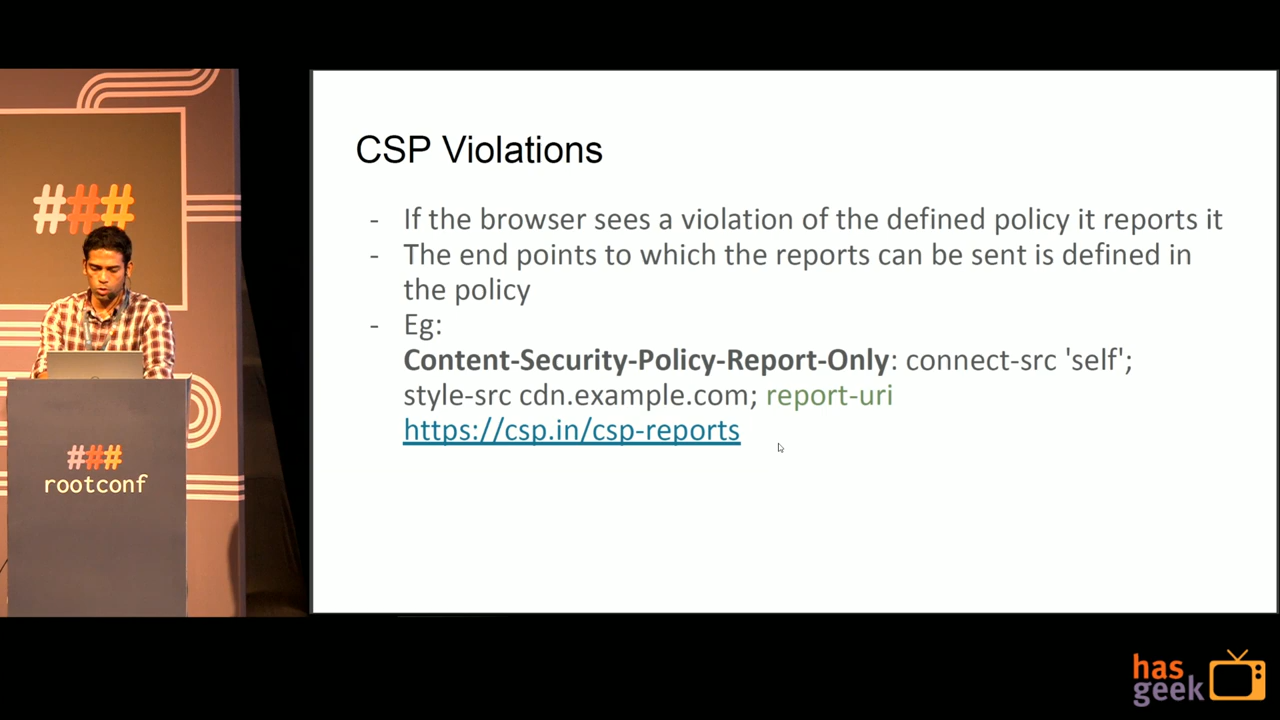 ###
###
rootconf
CSP Violations
- If the browser sees a violation of the defined policy it reports it
- The end points to which the reports can be sent is defined in
the policy
- Eg:
Content-Security-Policy-Report-Only: connect-src 'self';
style-src cdn.example.com; report-uri
https://csp.in/csp-reports
has
geek